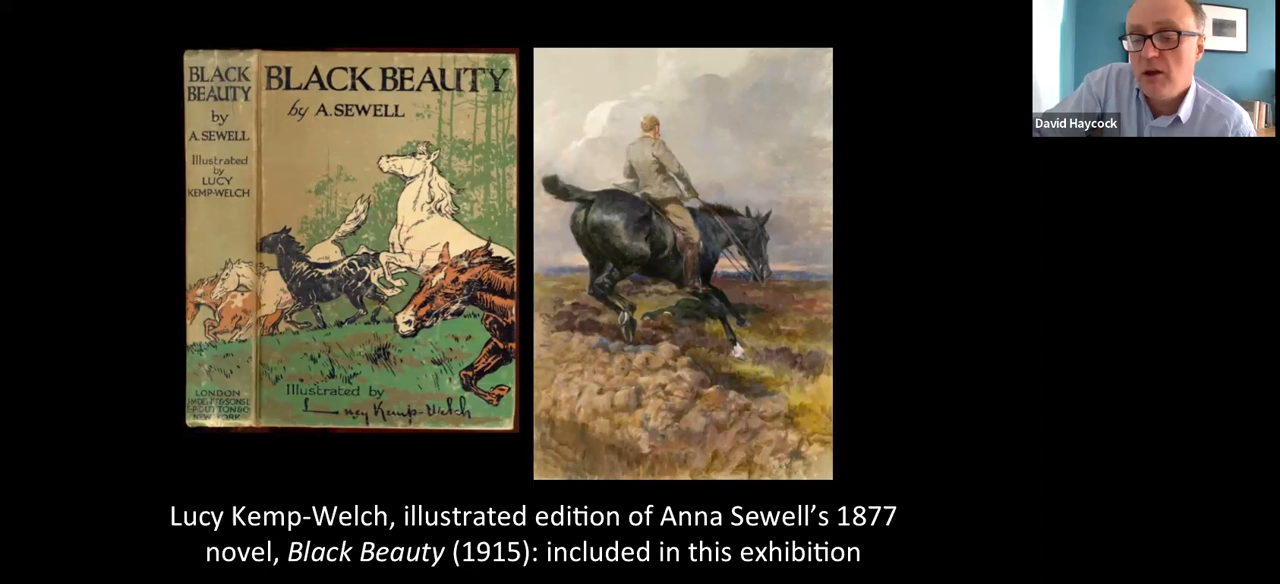 BLACK
BEAUTY
by
A. SEWELL
Illustrated
by
LUCY
KEMP-WELCH
LONDON
NEW YORK
BLACK BEAUTY
by A. SEWELL
Illustrated by
Lucy Kemp-Welch
David Haycock
Lucy Kemp-Welch, illustrated edition of Anna Sewell’s 1877
novel, Black Beauty (1915): included in this exhibition